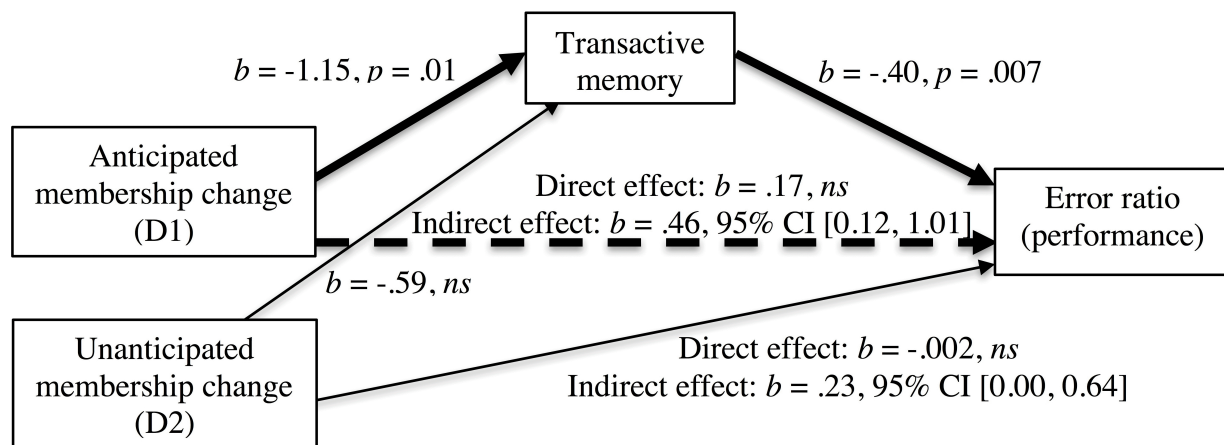 Transactive
memory
b = -1.15, p = .01
b = -.40, p = .007
Anticipated
membership change
(D1)
Direct effect: b = .17, ns
Indirect effect: b = .46, 95% CI [0.12, 1.01]
Error ratio
(performance)
b = -.59, ns
Unanticipated
membership change
(D2)
Direct effect: b = -.002, ns
Indirect effect: b = .23, 95% CI [0.00, 0.64]